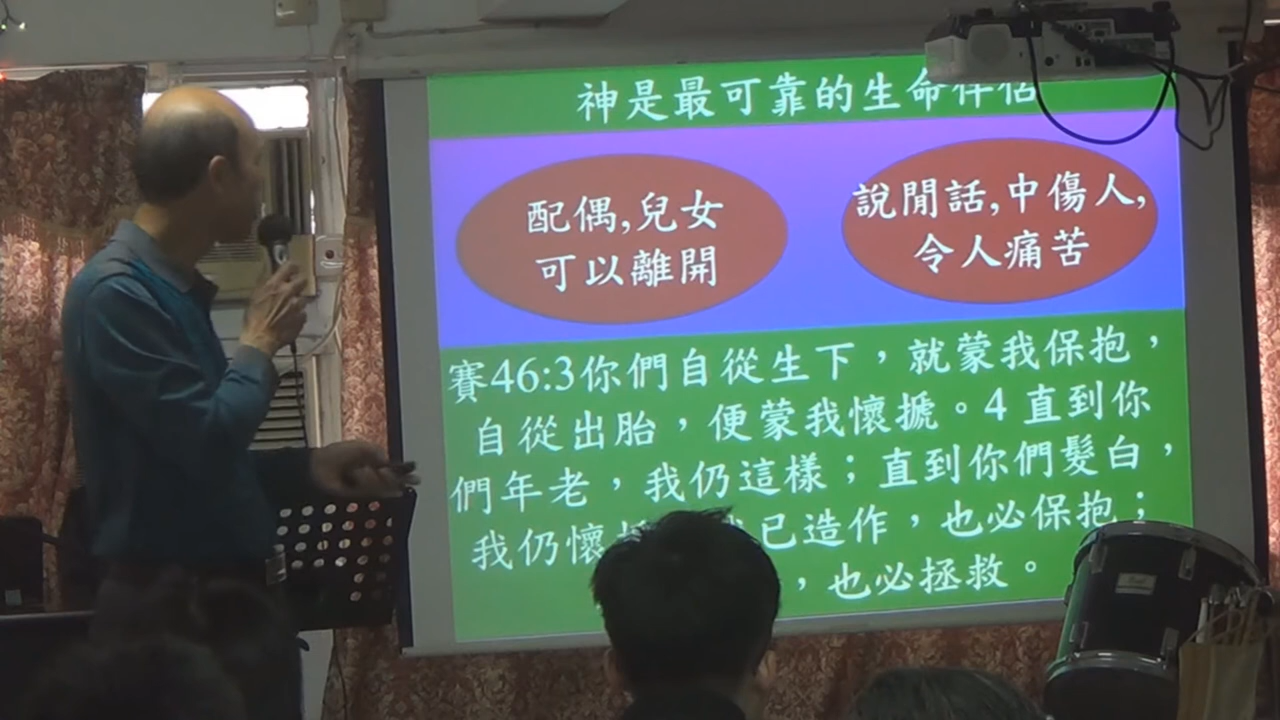 神是最可靠的生命伴侶
配偶,兒女
可以離開
說閒話,中傷人,
令人痛苦
賽46:3你們自從生下，就蒙我保抱，
自從出胎，便蒙我懷搋。4 直到你
們年老，我仍這樣；直到你們髮白，
我仍懷 已造作，也必保抱；
，也必拯救。